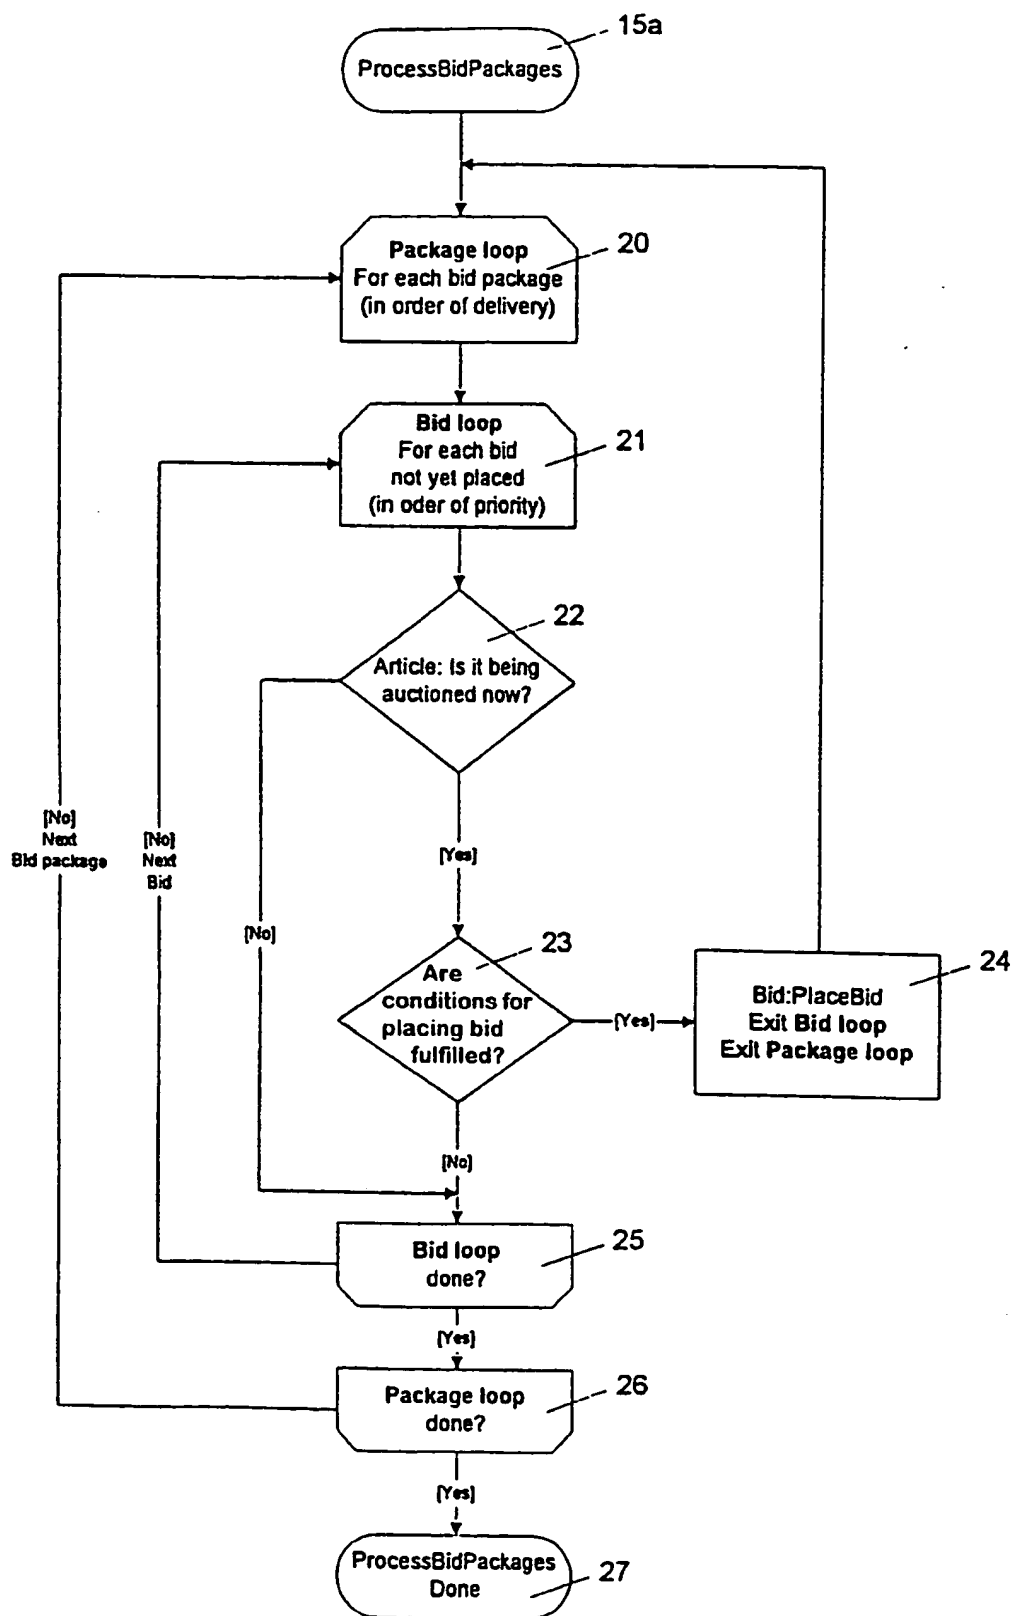 15a
ProcessBidPackages
20
Package loop
For each bid package
(in order of delivery)
21
Bid loop
For each bid
not yet placed
(in oder of priority)
22
Article: Is it being
auctioned now?
[No]
Next
Bid package
[No]
Next
Bid
[Yes]
[No]
23
Are
conditions for
placing bid
fulfilled?
[Yes]
24
Bid:PlaceBid
Exit Bid loop
Exit Package loop
[No]
25
Bid loop
done?
[Yes]
26
Package loop
done?
[Yes]
27
ProcessBidPackages
Done